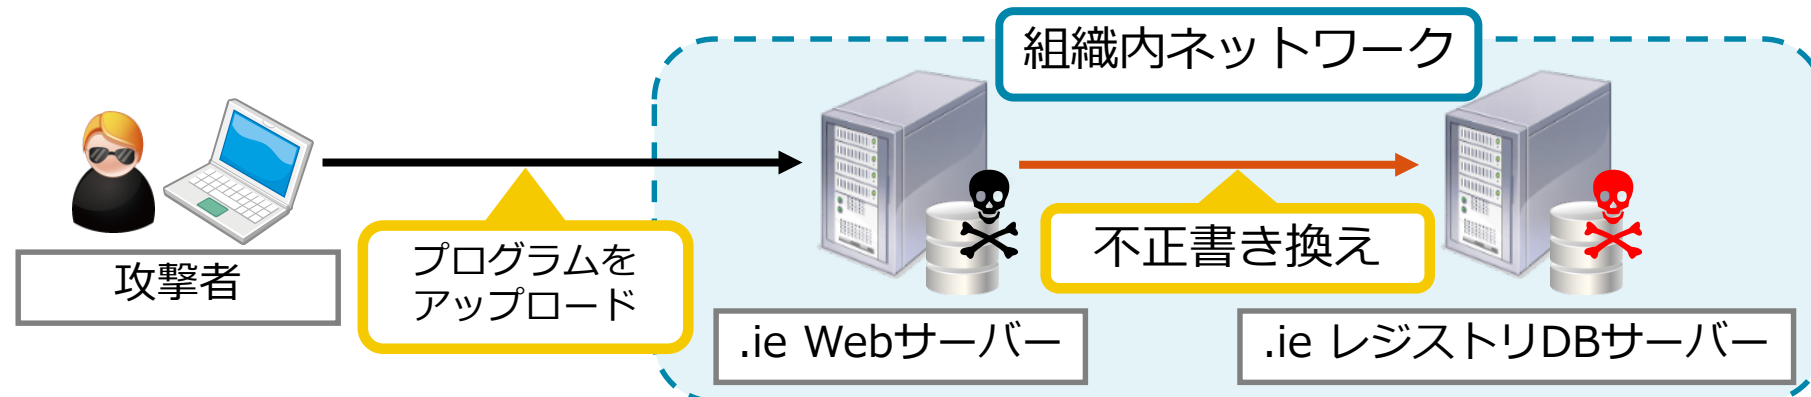 組織内ネットワーク
攻撃者
プログラムを
アップロード
不正書き換え
.ie Webサーバー
.ie レジストリDBサーバー